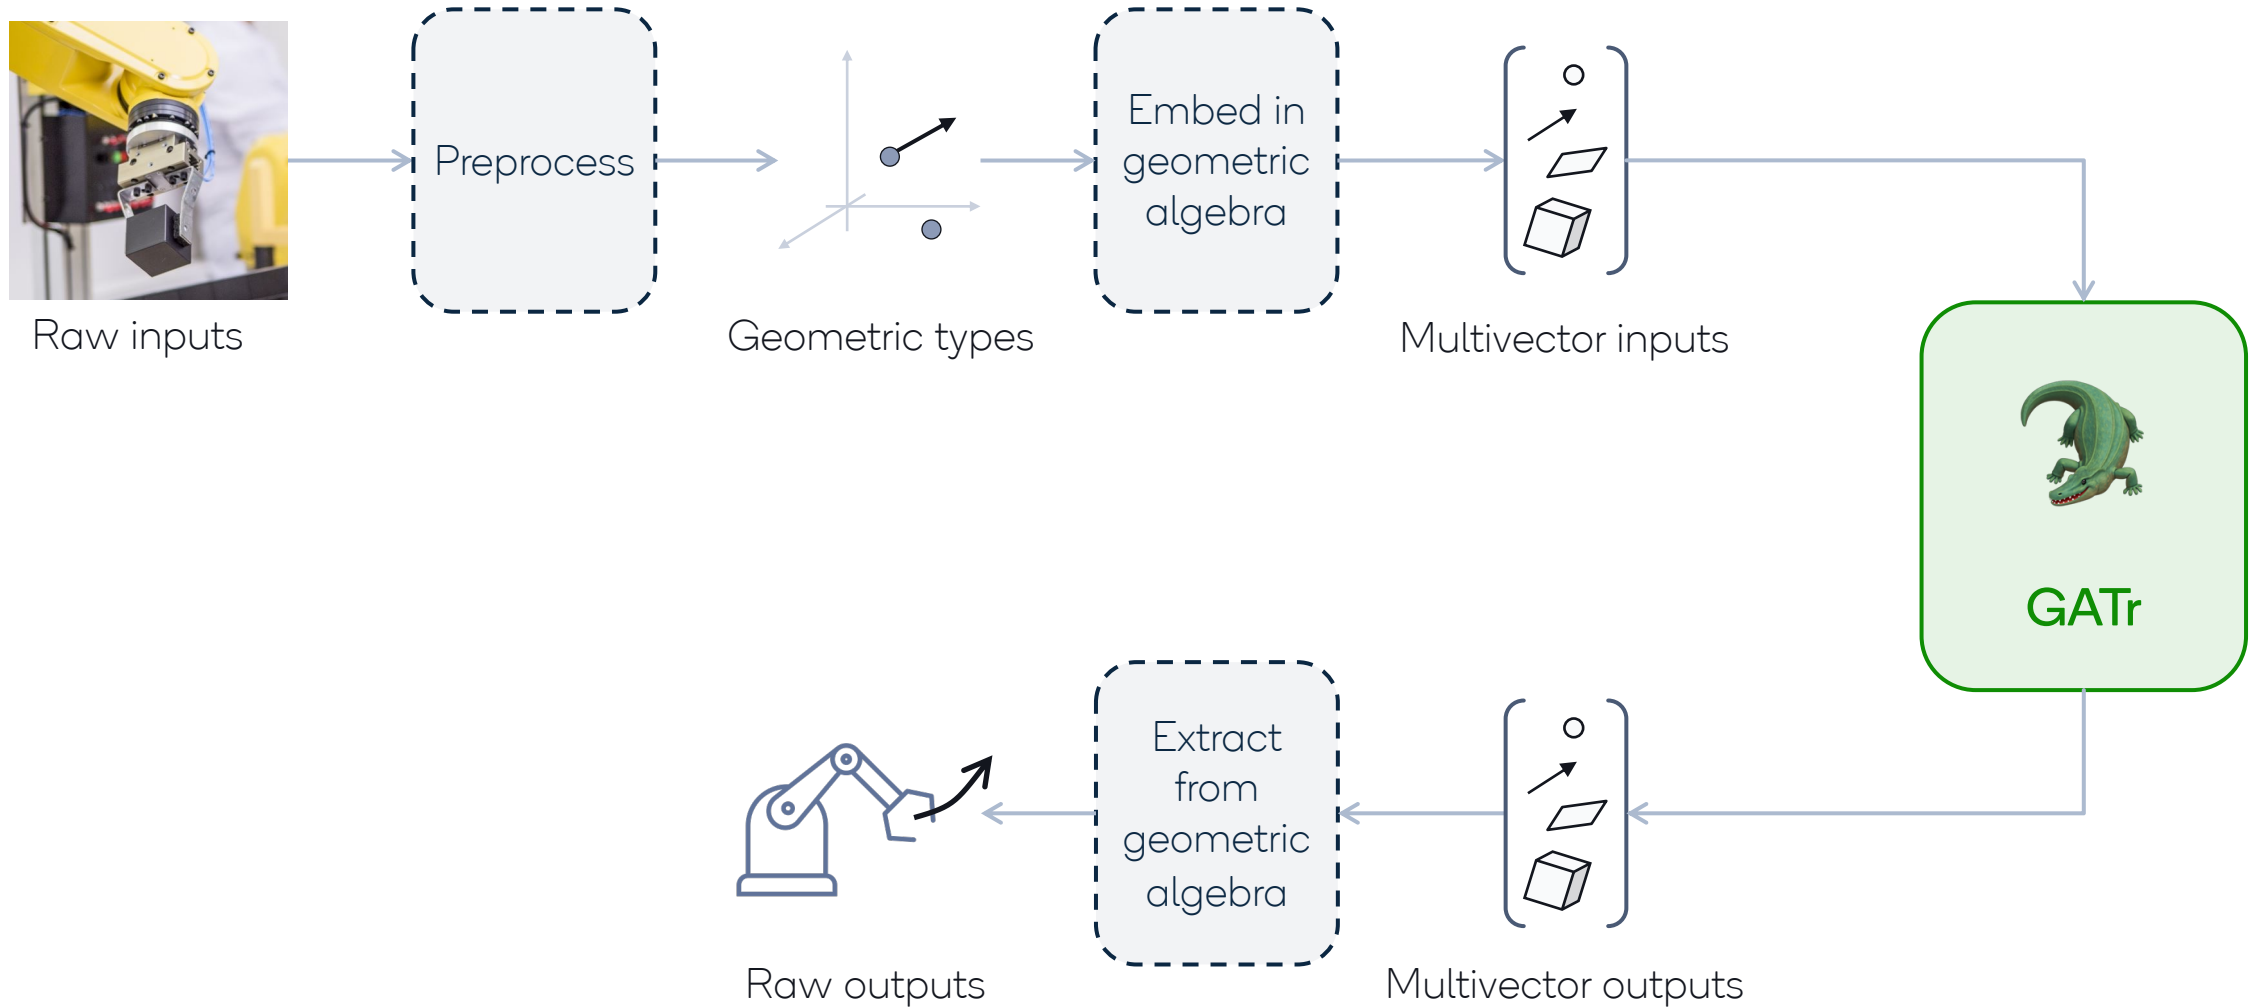 Preprocess
Embed in
geometric
algebra
Raw inputs
Geometric types
Multivector inputs
GATr
Extract
from
geometric
algebra
Raw outputs
Multivector outputs